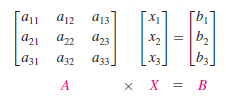 [a₁₁ a₁₂ a₁₃] [x₁] [b₁]
[a₂₁ a₂₂ a₂₃] [x₂] = [b₂]
[a₃₁ a₃₂ a₃₃] [x₃] [b₃]
A × X = B